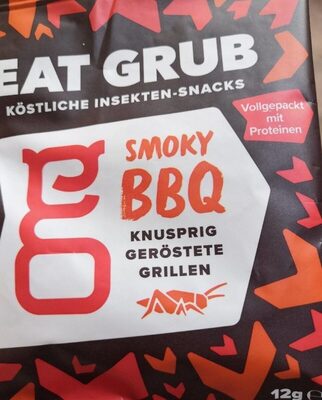 EAT GRUB
KÖSTLICHE INSEKTEN-SNACKS
Vollgepackt
mit
Proteinen
SMOKY
BBQ
KNUSPRIG
GERÖSTETE
GRILLEN
12g e